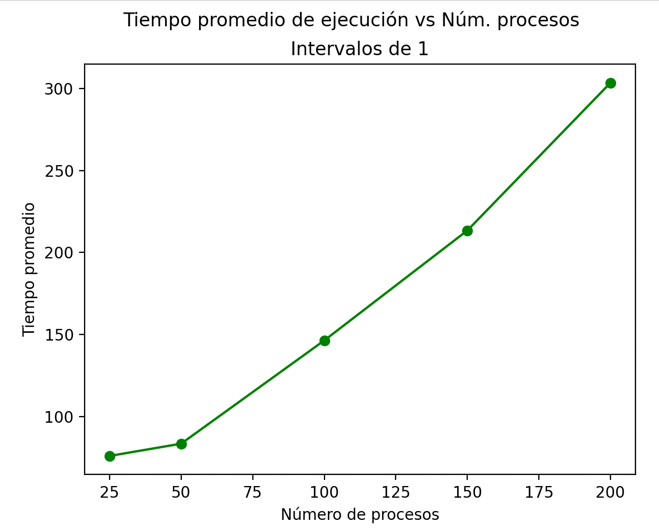 Tiempo promedio de ejecución vs Núm. procesos
Intervalos de 1
300
250
200
150
100
Tiempo promedio
25 50 75 100 125 150 175 200
Número de procesos